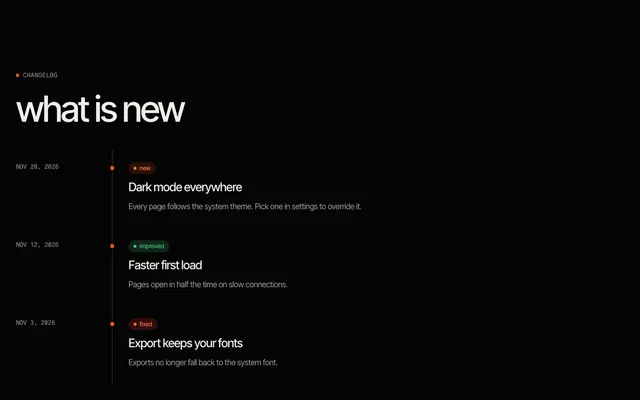 CHANGELOG
what is new
NOV 20, 2026
new
Dark mode everywhere
Every page follows the system theme. Pick one in settings to override it.
NOV 12, 2026
improved
Faster first load
Pages open in half the time on slow connections.
NOV 3, 2026
fixed
Export keeps your fonts
Exports no longer fall back to the system font.